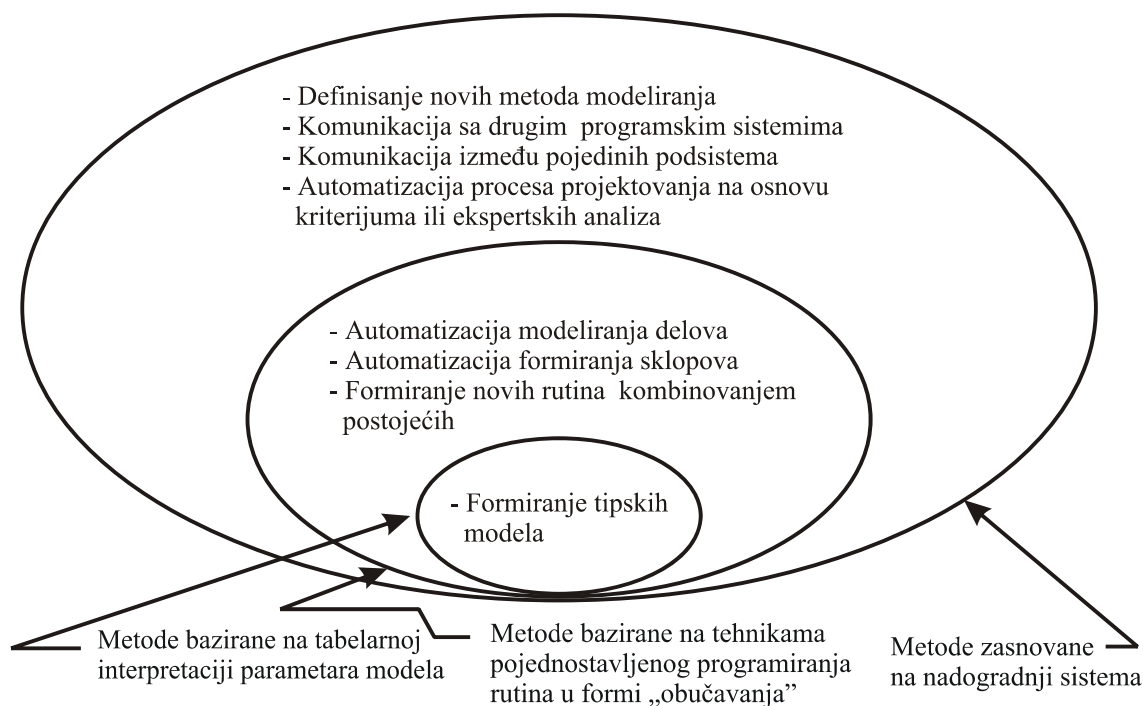 - Definisanje novih metoda modeliranja
- Komunikacija sa drugim programskim sistemima
- Komunikacija između pojedinih podsistema
- Automatizacija procesa projektovanja na osnovu
kriterijuma ili ekspertskih analiza
- Automatizacija modeliranja delova
- Automatizacija formiranja sklopova
- Formiranje novih rutina kombinovanjem
postojećih
- Formiranje tipskih
modela
Metode bazirane na tabelarnoj
interpretaciji parametara modela
Metode bazirane na tehnikama
pojednostavljenog programiranja
rutina u formi „obučavanja”
Metode zasnovane
na nadogradnji sistema